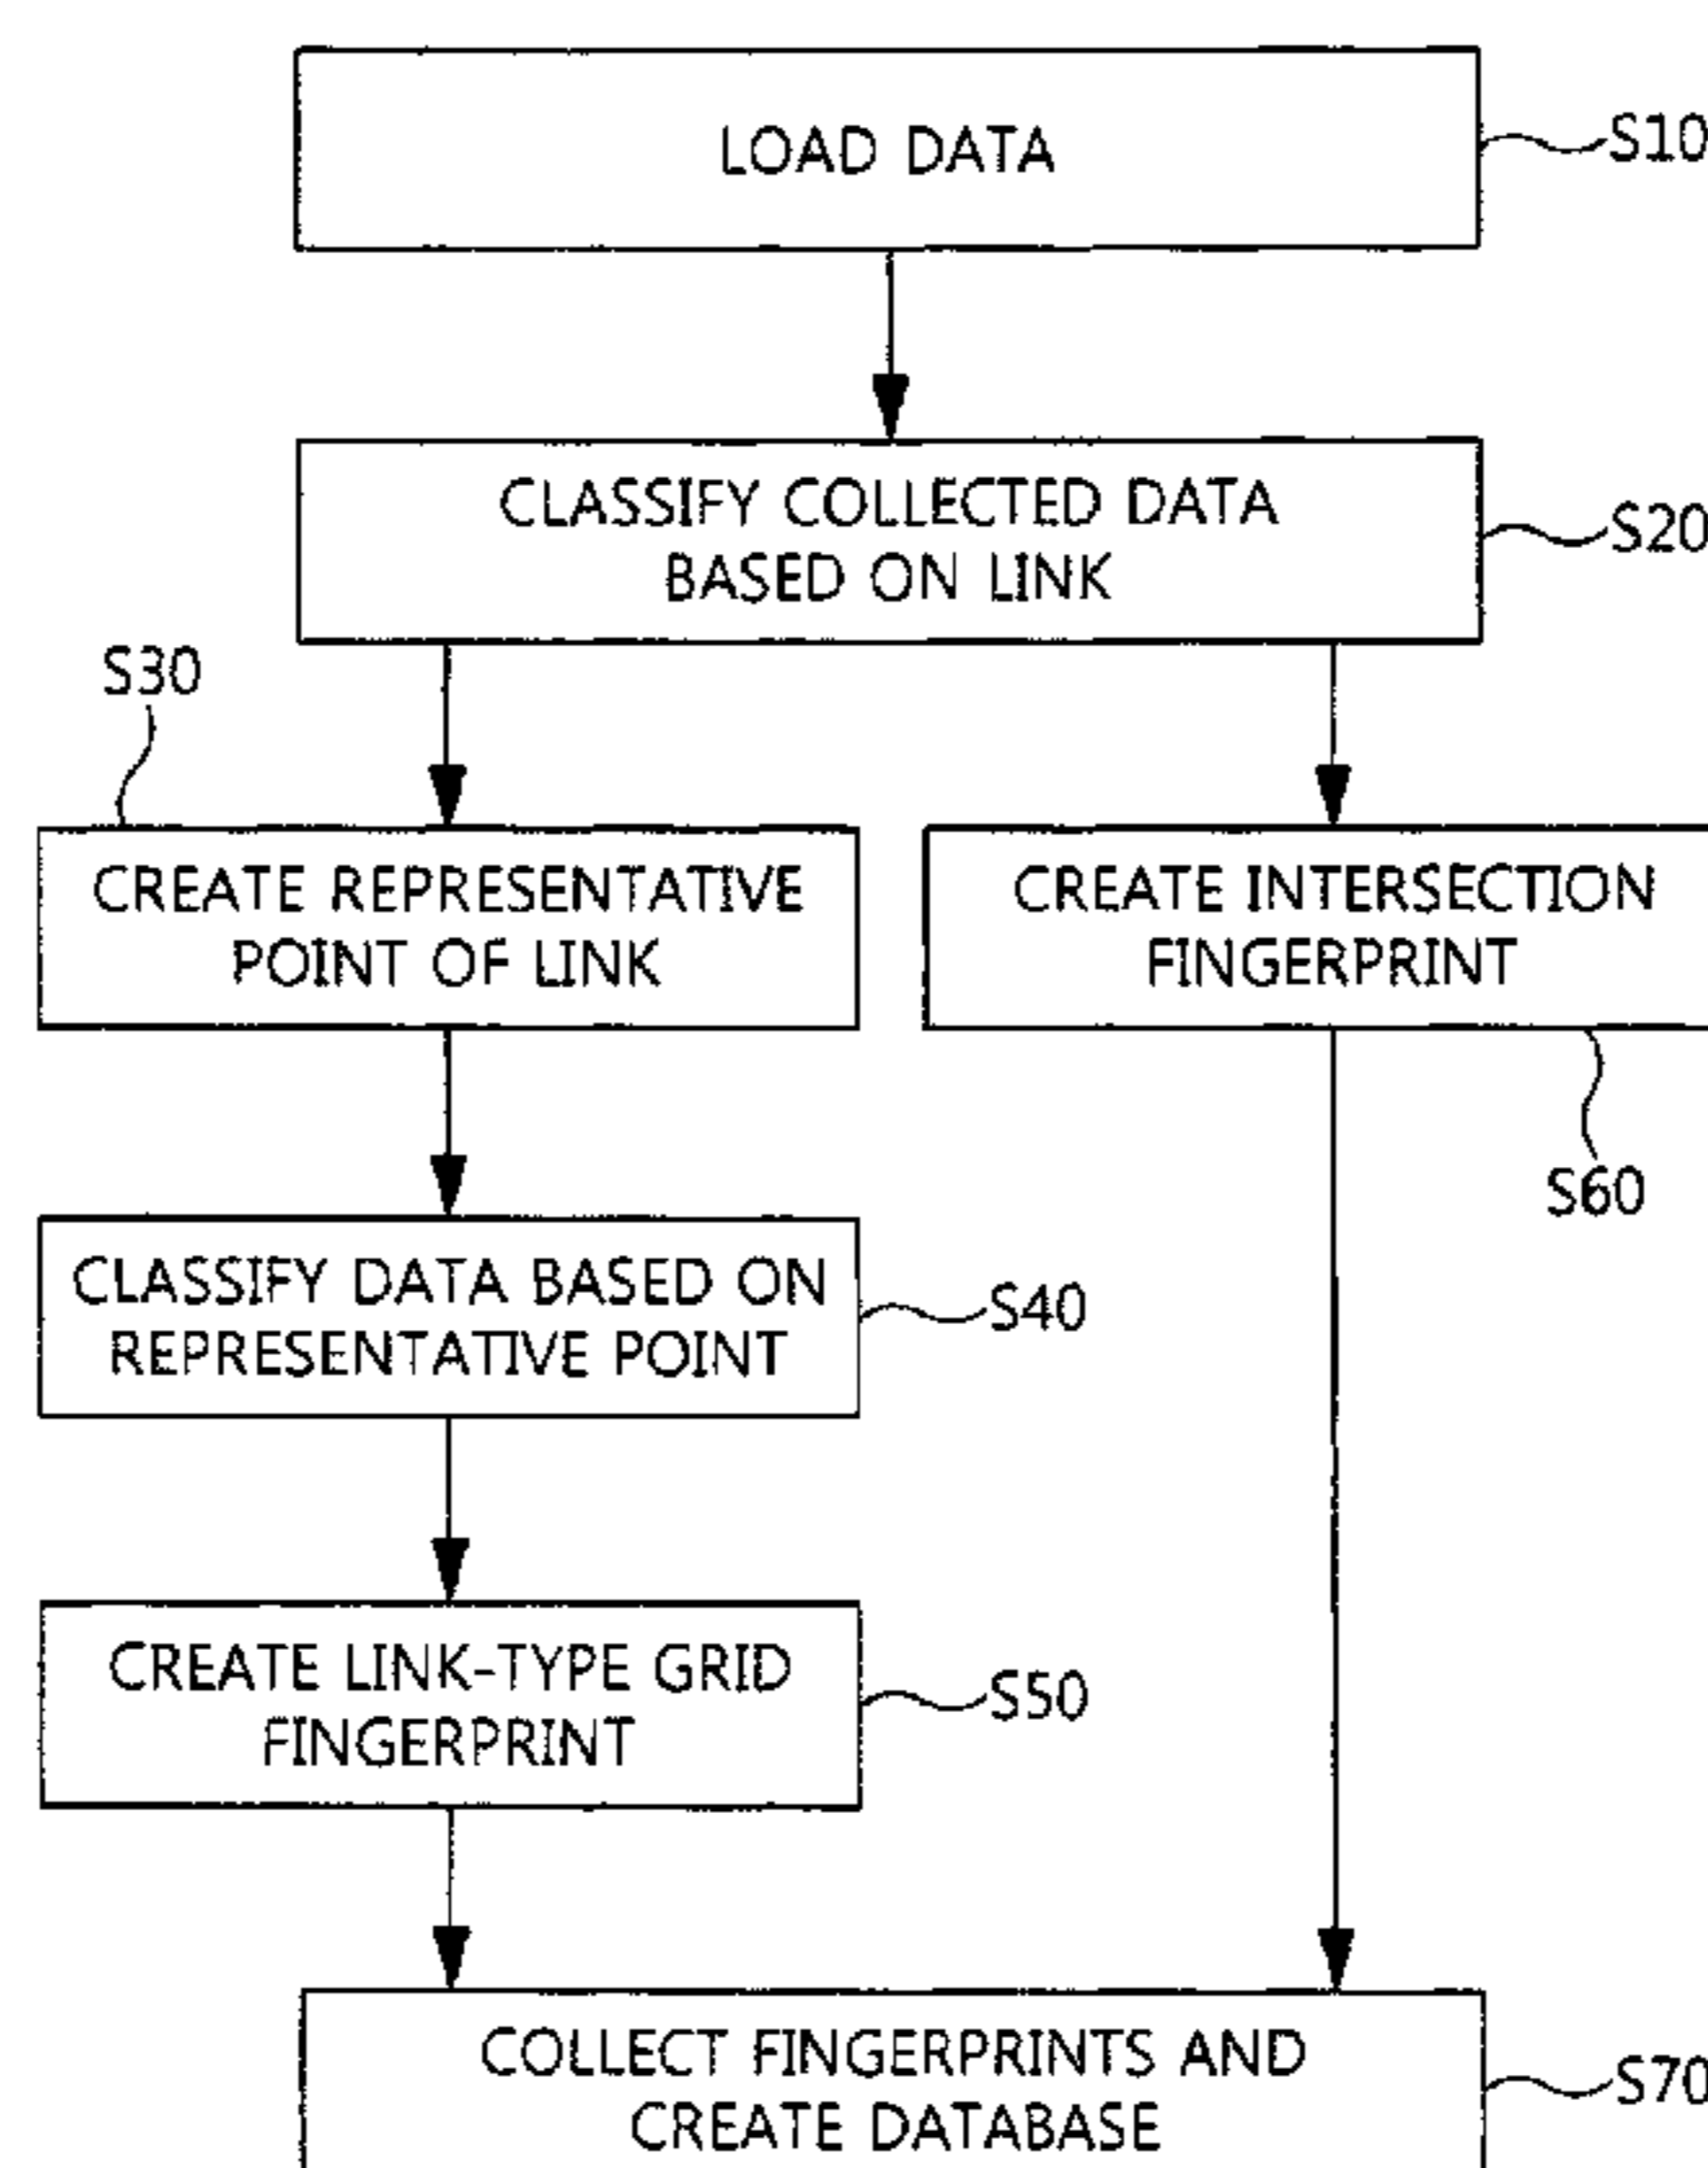 LOAD DATA
S10
CLASSIFY COLLECTED DATA
BASED ON LINK
S20
S30
CREATE REPRESENTATIVE
POINT OF LINK
CREATE INTERSECTION
FINGERPRINT
S60
CLASSIFY DATA BASED ON
REPRESENTATIVE POINT
S40
CREATE LINK-TYPE GRID
FINGERPRINT
S50
COLLECT FINGERPRINTS AND
CREATE DATABASE
S70